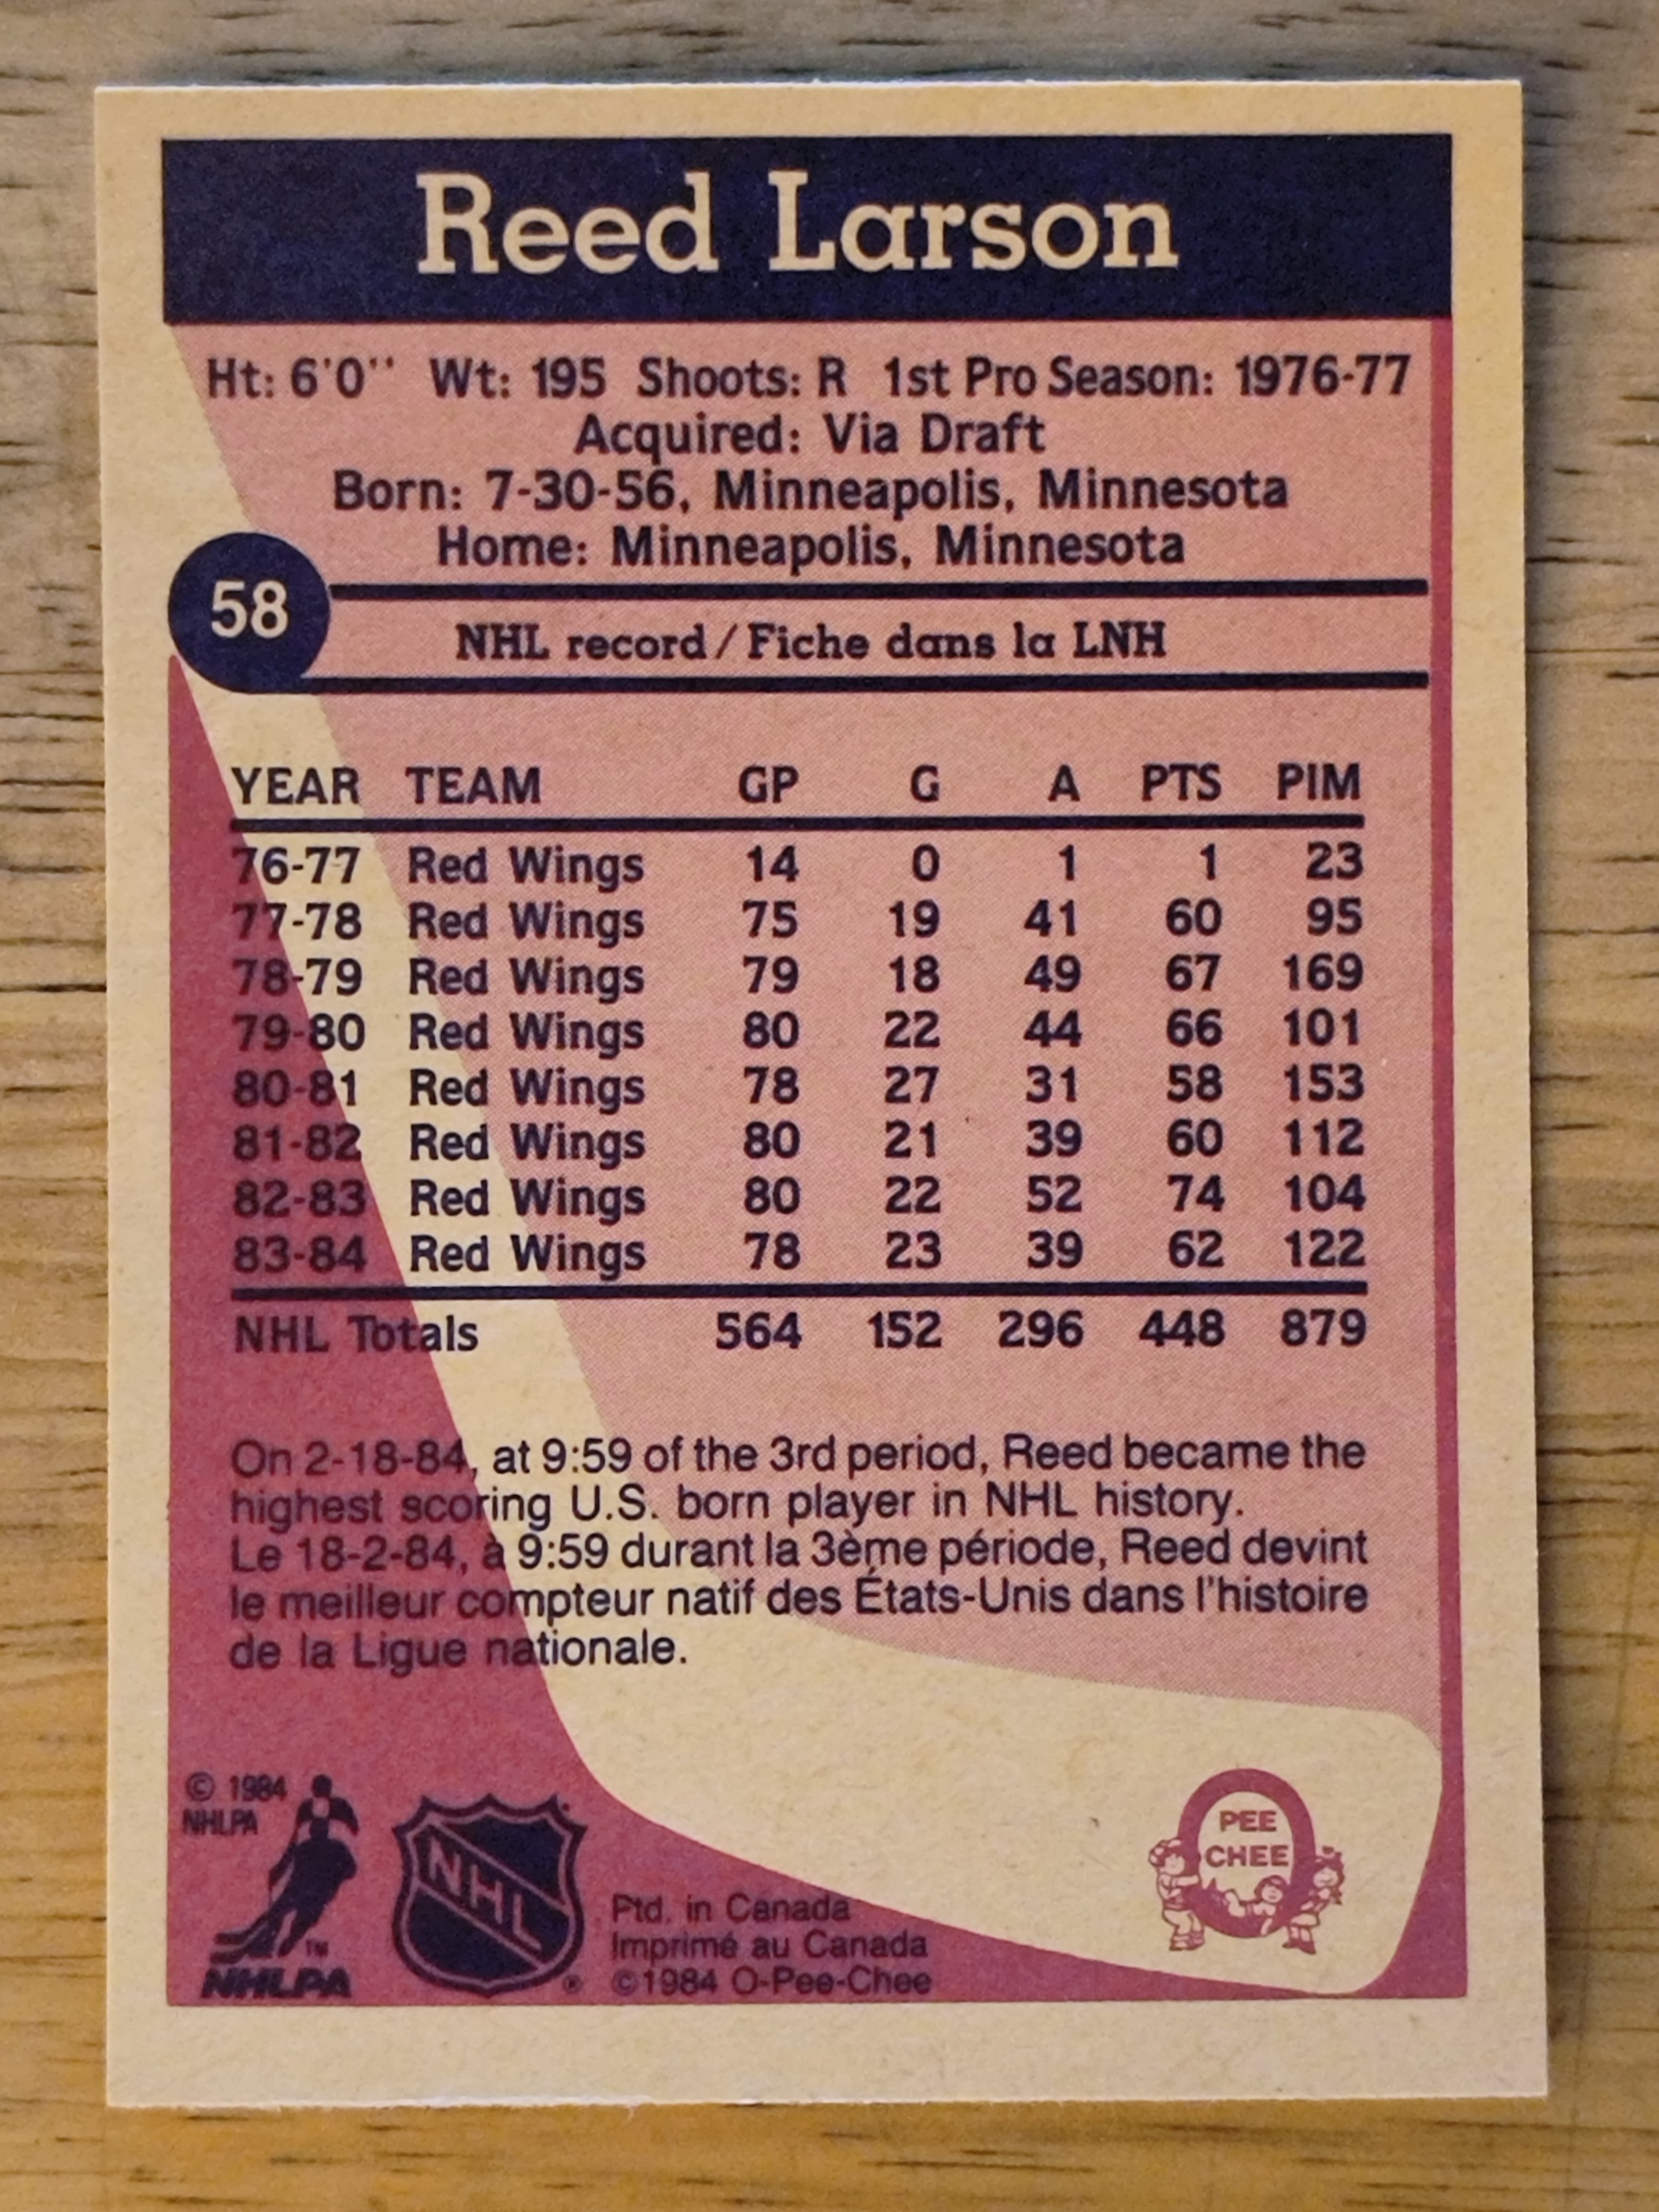 Reed Larson
Ht: 6'0'' Wt: 195 Shoots: R 1st Pro Season: 1976-77
Acquired: Via Draft
Born: 7-30-56, Minneapolis, Minnesota
Home: Minneapolis, Minnesota
58
NHL record/Fiche dans la LNH
YEAR TEAM GP G A PTS PIM
76-77 Red Wings 14 0 1 1 23
77-78 Red Wings 75 19 41 60 95
78-79 Red Wings 79 18 49 67 169
79-80 Red Wings 80 22 44 66 101
80-81 Red Wings 78 27 31 58 153
81-82 Red Wings 80 21 39 60 112
82-83 Red Wings 80 22 52 74 104
83-84 Red Wings 78 23 39 62 122
NHL Totals 564 152 296 448 879
On 2-18-84, at 9:59 of the 3rd period, Reed became the
highest scoring U.S. born player in NHL history.
Le 18-2-84, à 9:59 durant la 3ème période, Reed devint
le meilleur compteur natif des États-Unis dans l'histoire
de la Ligue nationale.
© 1984
NHLPA
TM
NHLPA
NHL
®
Ptd. in Canada
Imprimé au Canada
©1984 O-Pee-Chee
PEE
CHEE